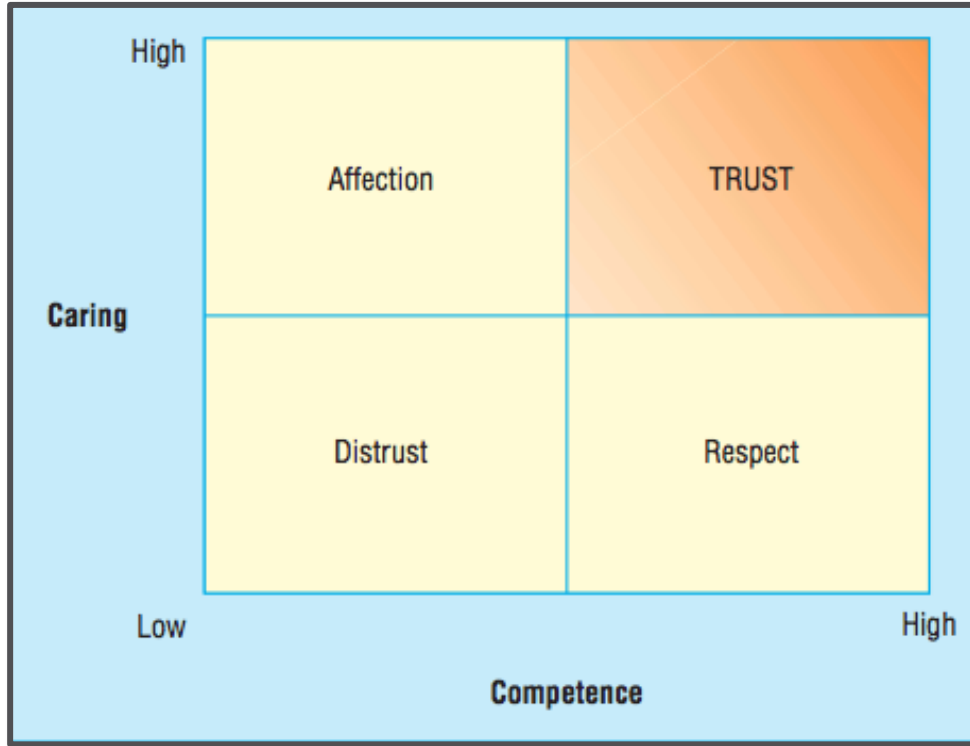 High
Affection
TRUST
Caring
Distrust
Respect
Low
High
Competence